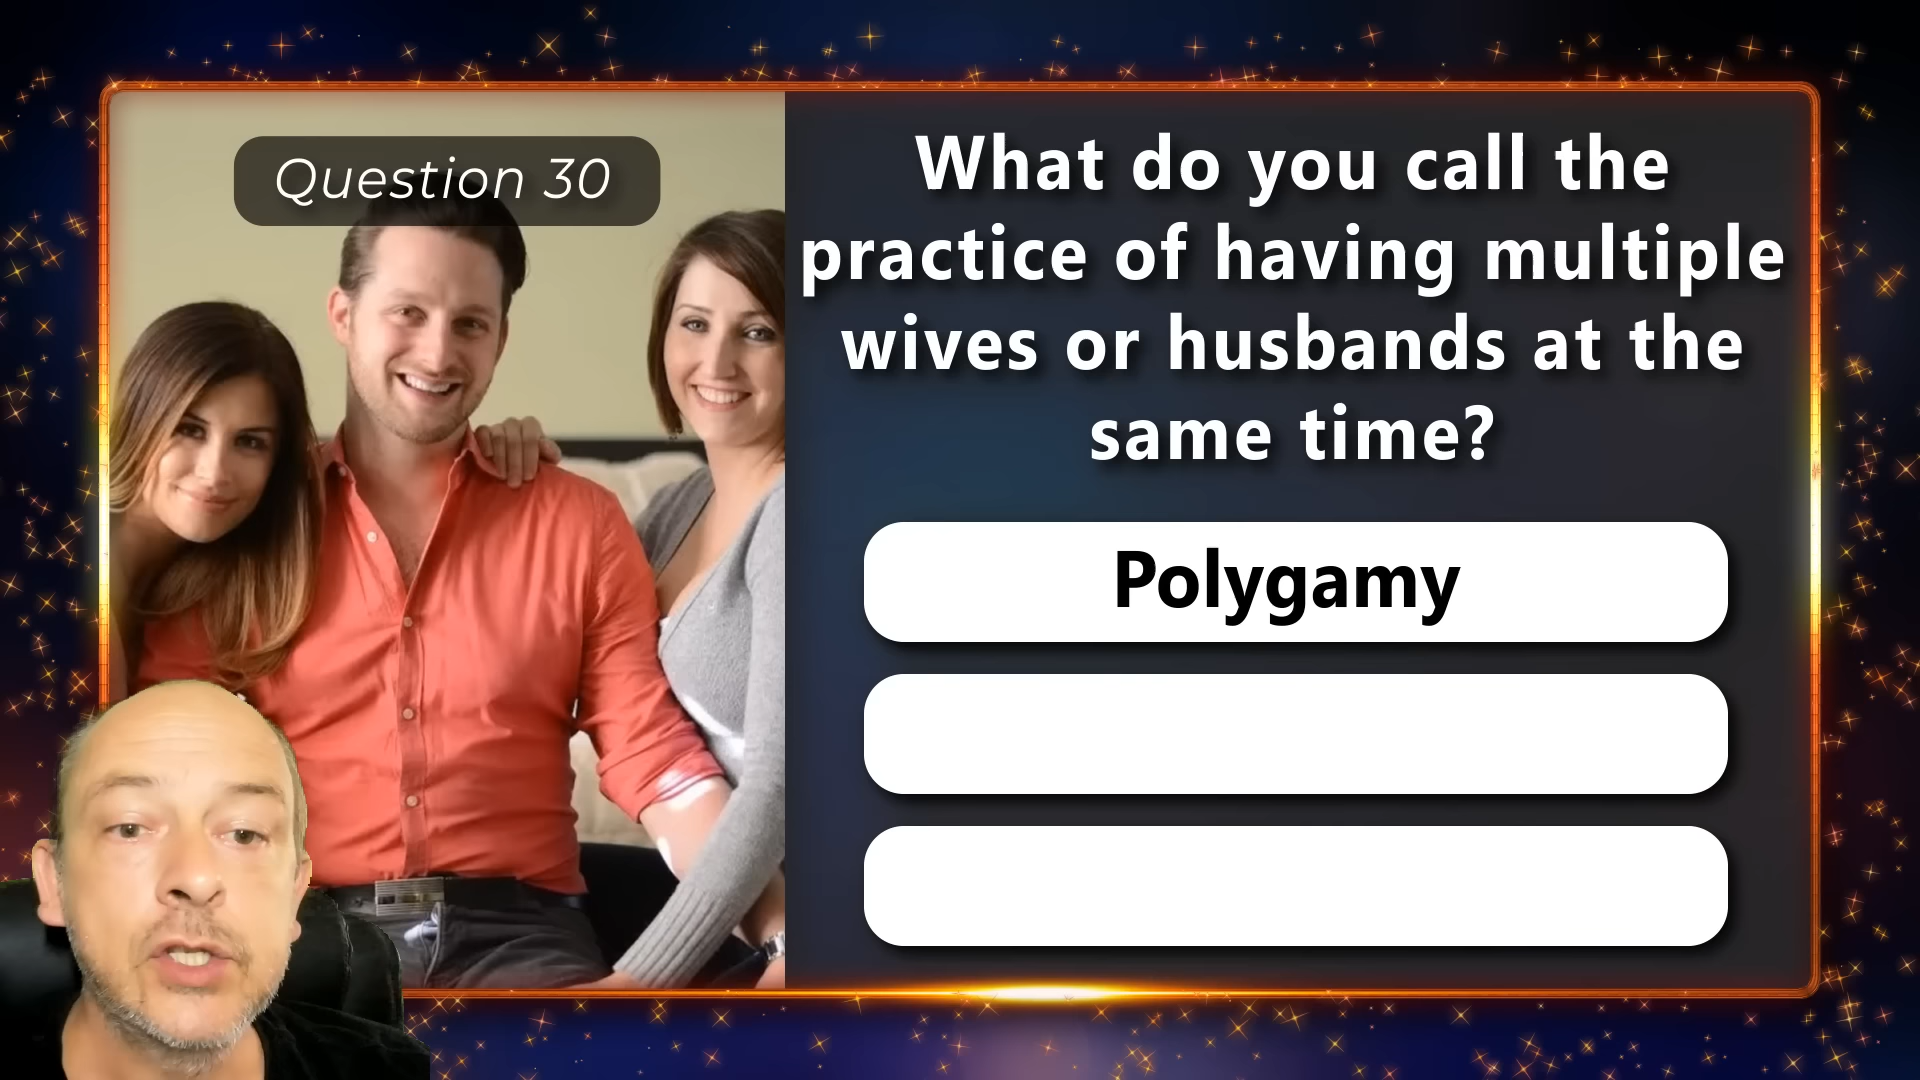 Question 30
What do you call the
practice of having multiple
wives or husbands at the
same time?
Polygamy